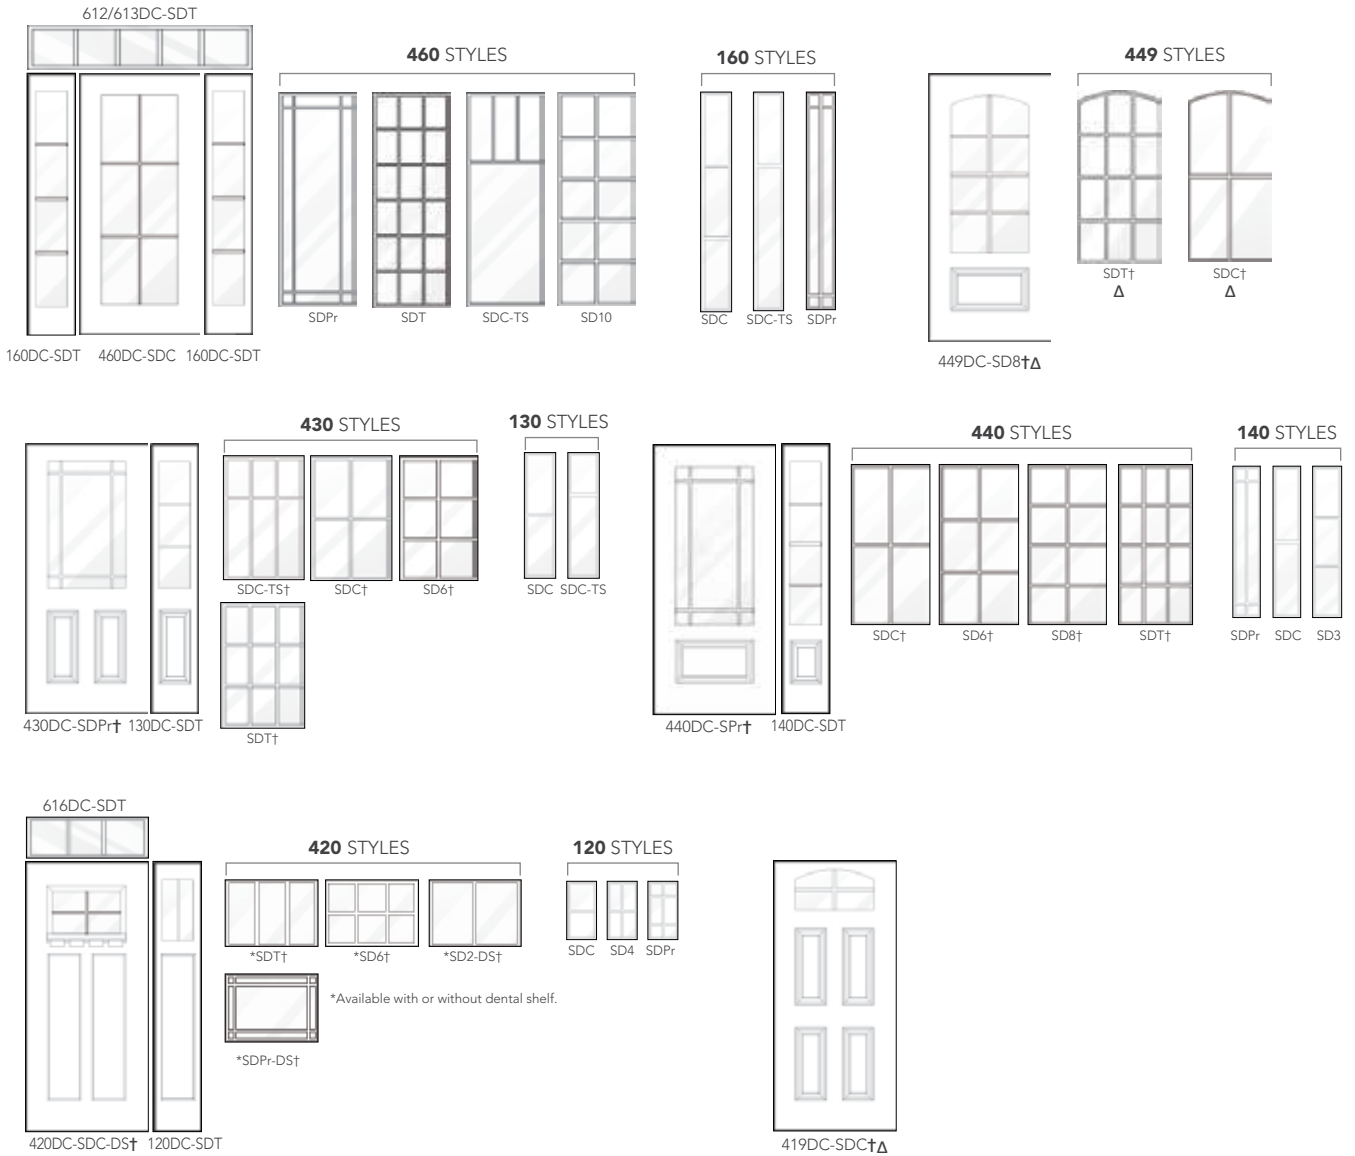 612/613DC-SDT
460 STYLES
160 STYLES
449 STYLES
SDPr
SDT
SDC-TS
SD10
SDC
SDC-TS
SDPr
SDT†
Δ
SDC†
Δ
160DC-SDT
460DC-SDC
160DC-SDT
449DC-SD8†Δ
430 STYLES
130 STYLES
440 STYLES
140 STYLES
SDC-TS†
SDC†
SD6†
SDC
SDC-TS
SDC†
SD6†
SD8†
SDT†
SDPr
SDC
SD3
430DC-SDPr†
130DC-SDT
SDT†
440DC-SPr†
140DC-SDT
616DC-SDT
420 STYLES
120 STYLES
*SDT†
*SD6†
*SD2-DS†
SDC
SD4
SDPr
*Available with or without dental shelf.
*SDPr-DS†
420DC-SDC-DS†
120DC-SDT
419DC-SDC†Δ